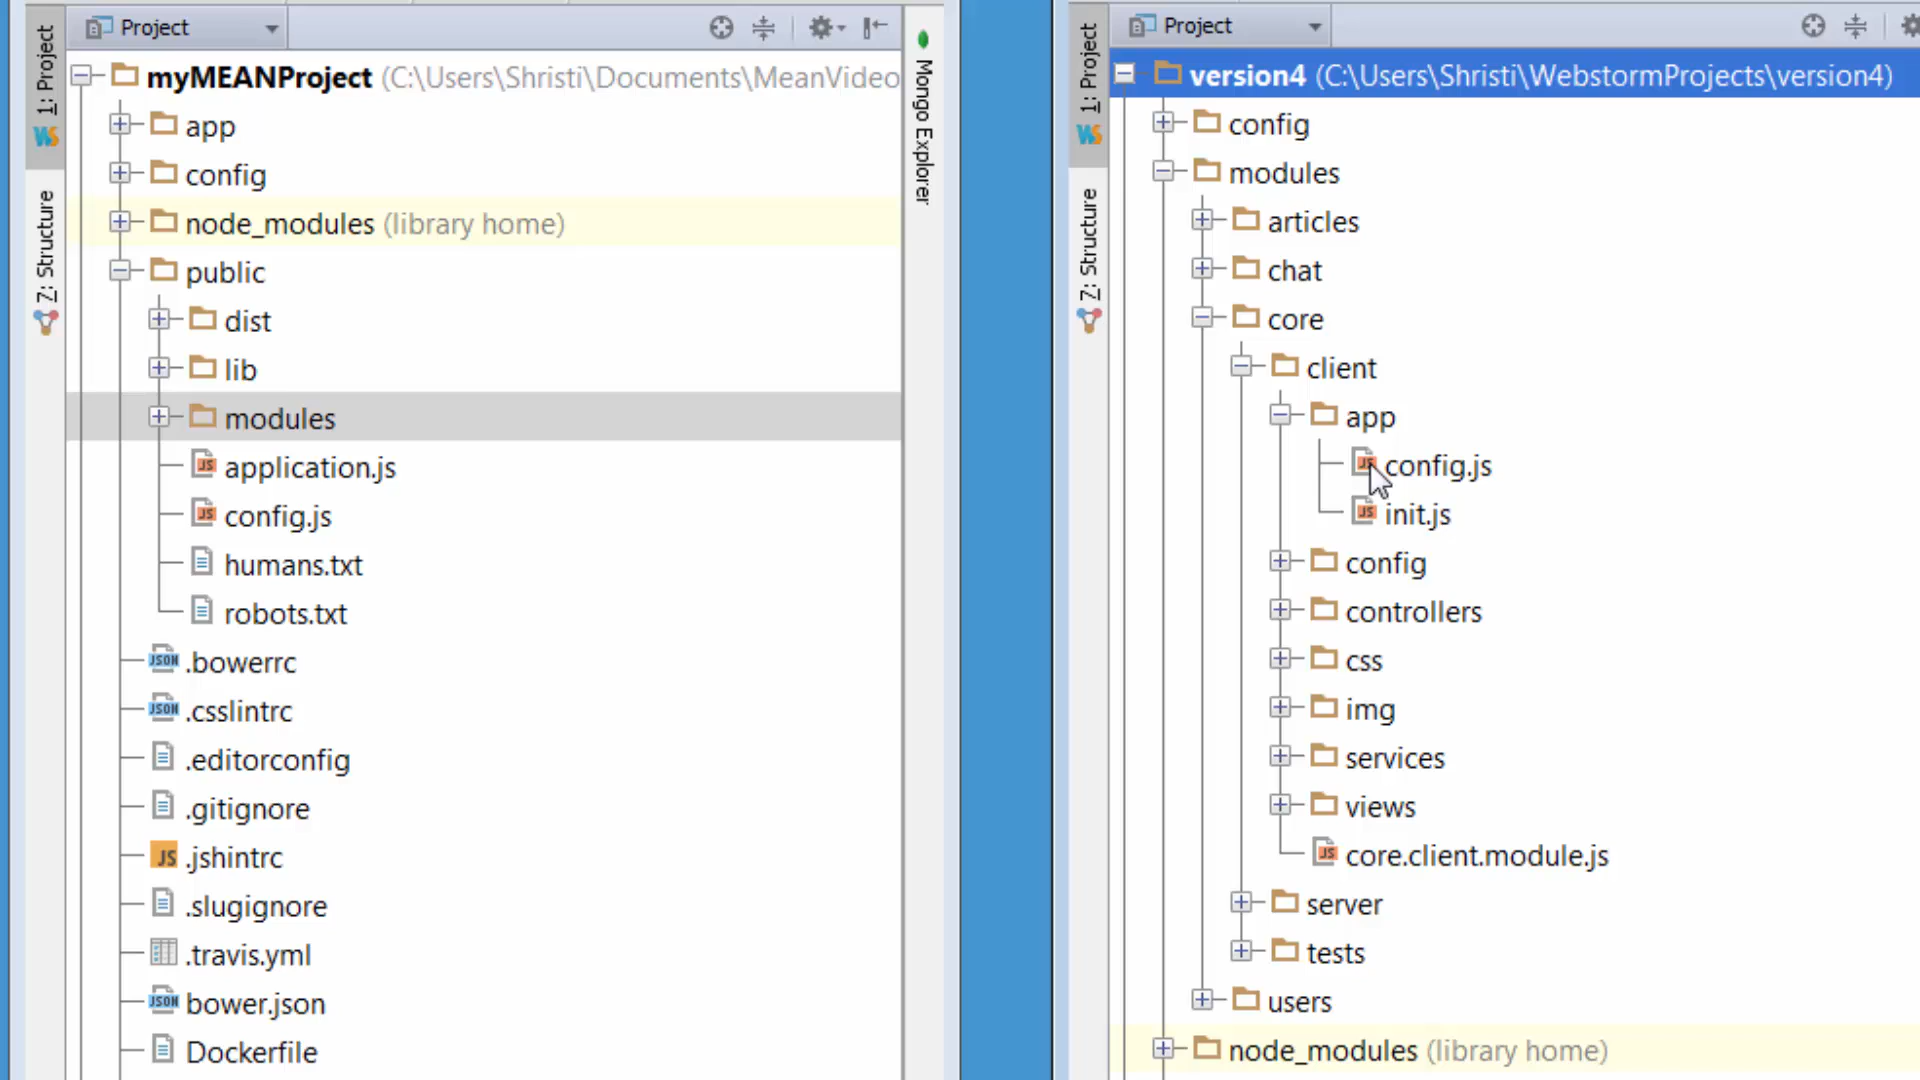 Project
1: Project
7: Structure
myMEANProject (C:\Users\Shristi\Documents\MeanVideo
app
config
node_modules (library home)
public
dist
lib
modules
application.js
config.js
humans.txt
robots.txt
.bowerrc
.csslintrc
.editorconfig
.gitignore
.jshintrc
.slugignore
.travis.yml
bower.json
Dockerfile
Mongo Explorer
Project
1: Project
7: Structure
version4 (C:\Users\Shristi\WebstormProjects\version4)
config
modules
articles
chat
core
client
app
config.js
init.js
config
controllers
css
img
services
views
core.client.module.js
server
tests
users
node_modules (library home)